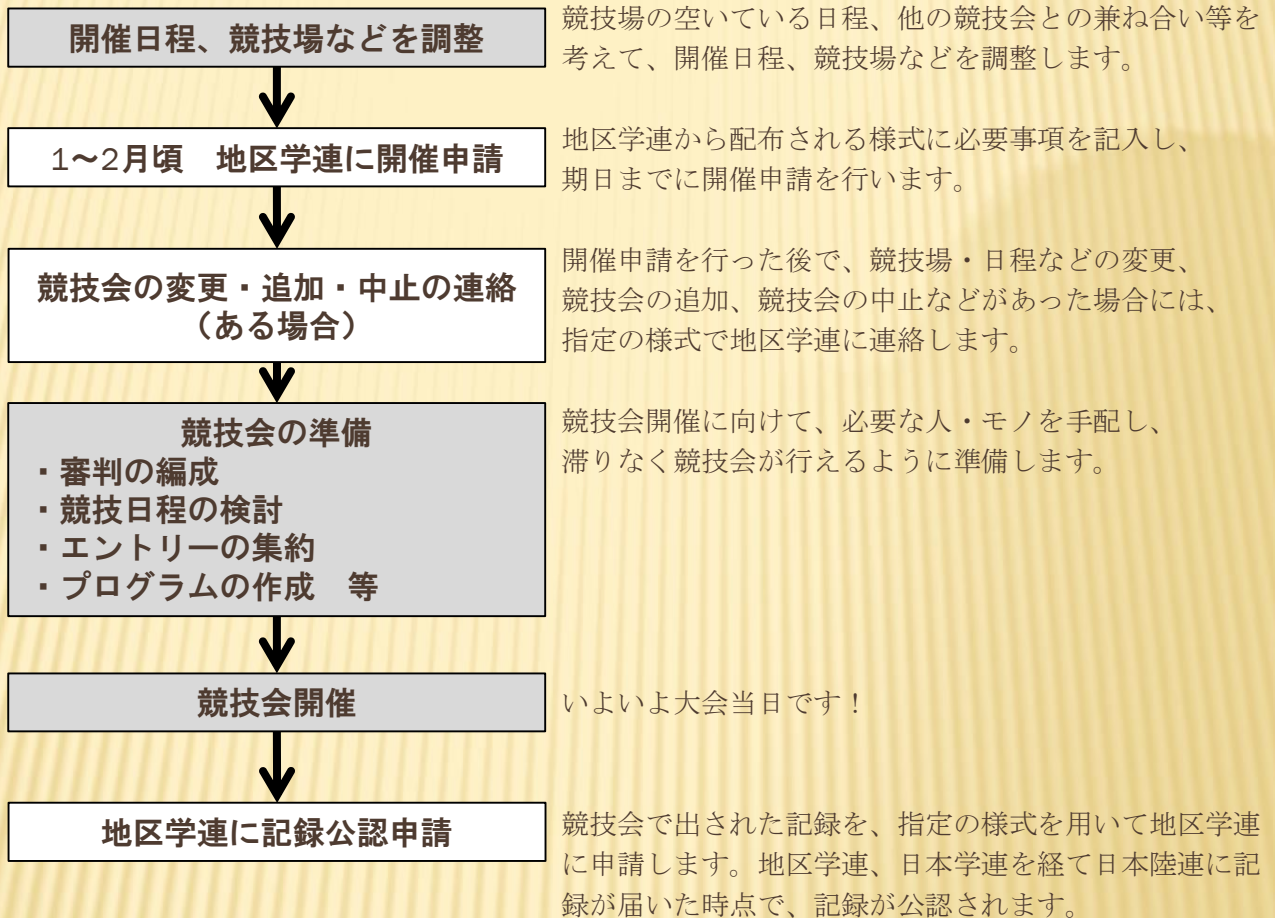 開催日程、競技場などを調整
競技場の空いている日程、他の競技会との兼ね合い等を
考えて、開催日程、競技場などを調整します。
1～2月頃　地区学連に開催申請
地区学連から配布される様式に必要事項を記入し、
期日までに開催申請を行います。
競技会の変更・追加・中止の連絡
（ある場合）
開催申請を行った後で、競技場・日程などの変更、
競技会の追加、競技会の中止などがあった場合には、
指定の様式で地区学連に連絡します。
競技会の準備
・審判の編成
・競技日程の検討
・エントリーの集約
・プログラムの作成　等
競技会開催に向けて、必要な人・モノを手配し、
滞りなく競技会が行えるように準備します。
競技会開催
いよいよ大会当日です！
地区学連に記録公認申請
競技会で出された記録を、指定の様式を用いて地区学連
に申請します。地区学連、日本学連を経て日本陸連に記
録が届いた時点で、記録が公認されます。